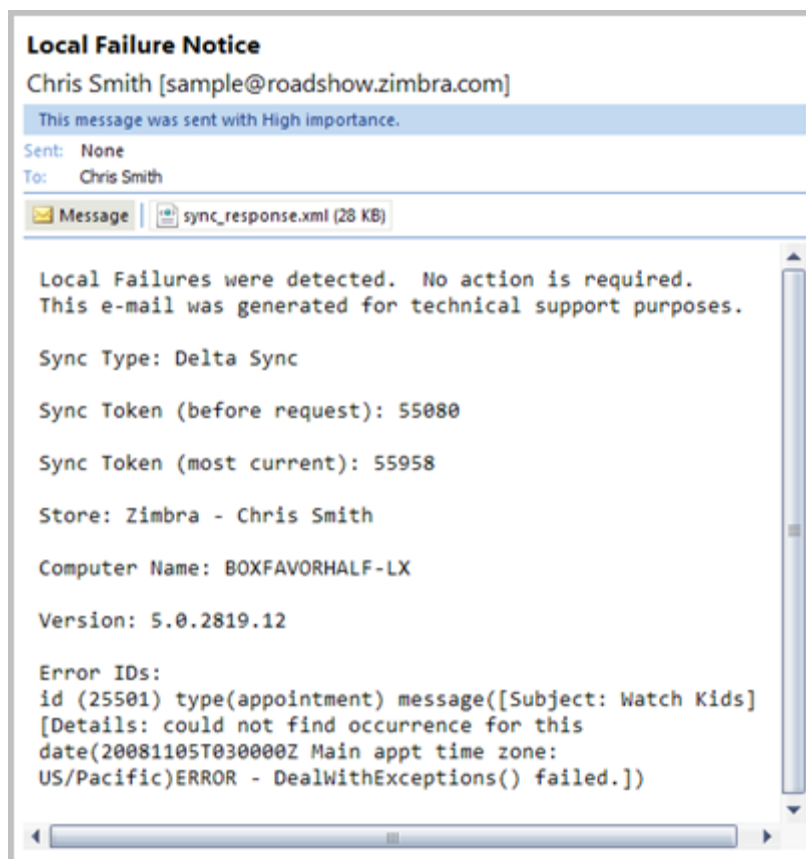 Local Failure Notice
Chris Smith [sample@roadshow.zimbra.com]
This message was sent with High importance.
Sent: None
To: Chris Smith
Message sync_response.xml (28 KB)
Local Failures were detected.  No action is required.
This e-mail was generated for technical support purposes.
Sync Type: Delta Sync
Sync Token (before request): 55080
Sync Token (most current): 55958
Store: Zimbra - Chris Smith
Computer Name: BOXFAVORHALF-LX
Version: 5.0.2819.12
Error IDs:
id (25501) type(appointment) message([Subject: Watch Kids]
[Details: could not find occurrence for this
date(20081105T030000Z Main appt time zone:
US/Pacific)ERROR - DealWithExceptions() failed.])